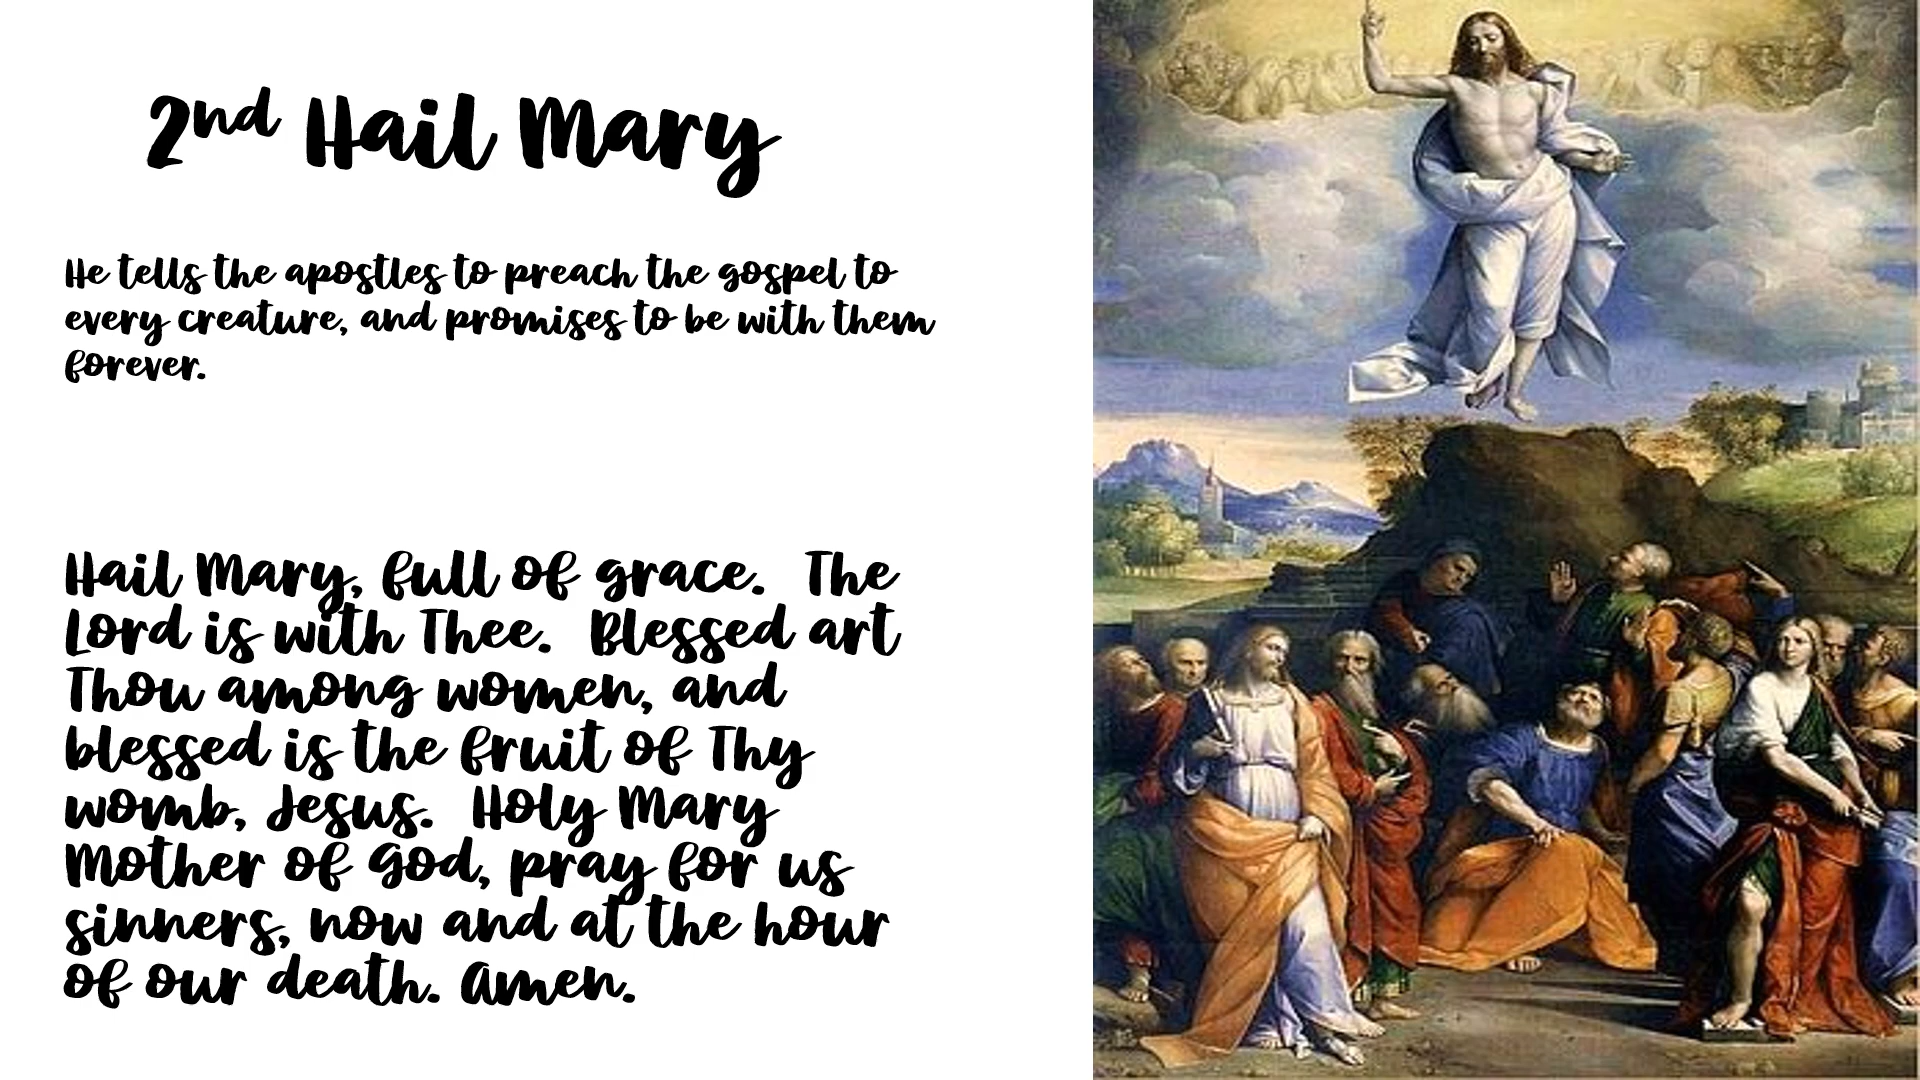 2nd Hail Mary
He tells the apostles to preach the gospel to
every creature, and promises to be with them
forever.
Hail Mary, full of grace.  The
Lord is with Thee.  Blessed art
Thou among women, and
blessed is the fruit of Thy
womb, Jesus.  Holy Mary
Mother of God, pray for us
sinners, now and at the hour
of our death. Amen.